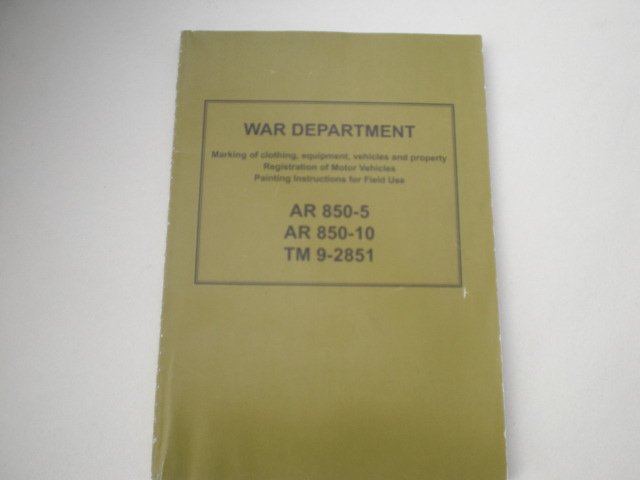 WAR DEPARTMENT
Marking of clothing, equipment, vehicles and property
Registration of Motor Vehicles
Painting Instructions for Field Use
AR 850-5
AR 850-10
TM 9-2851